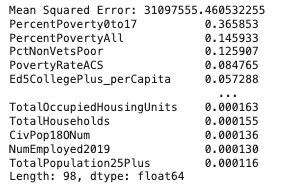 Mean Squared Error: 31097555.460532255
PercentPoverty0to17 0.365853
PercentPovertyAll 0.145933
PctNonVetsPoor 0.125907
PovertyRateACS 0.084765
Ed5CollegePlus_perCapita 0.057288
...
TotalOccupiedHousingUnits 0.000163
TotalHouseholds 0.000155
CivPop18ONum 0.000136
NumEmployed2019 0.000130
TotalPopulation25Plus 0.000116
Length: 98, dtype: float64